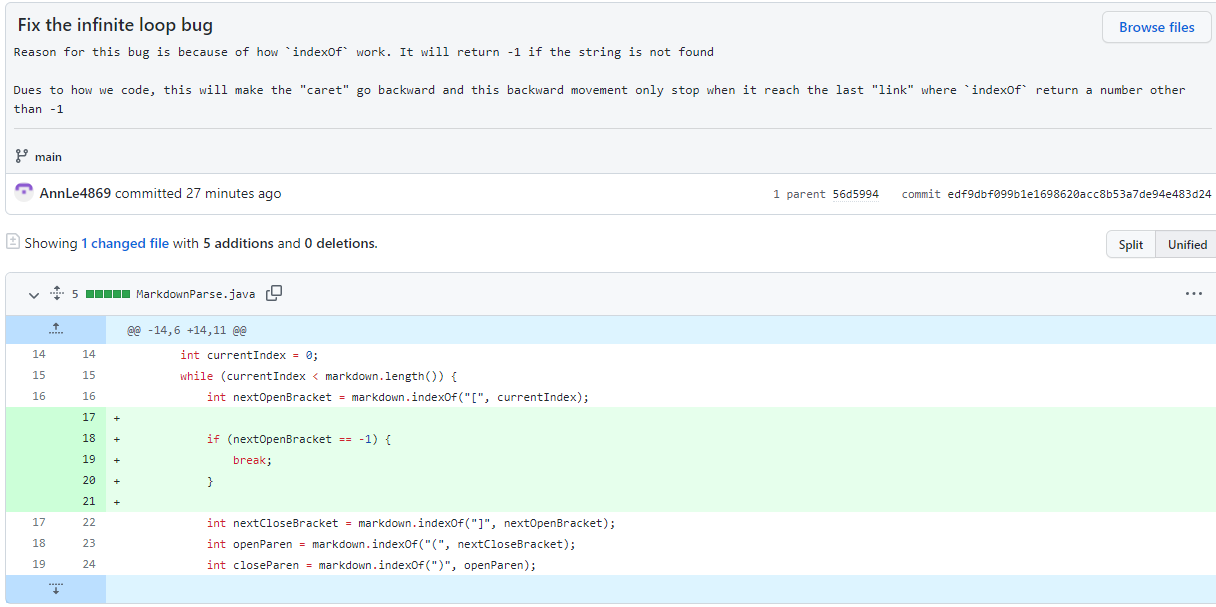 Fix the infinite loop bug
Browse files
Reason for this bug is because of how `indexOf` work. It will return -1 if the string is not found
Dues to how we code, this will make the "caret" go backward and this backward movement only stop when it reach the last "link" where `indexOf` return a number other
than -1
main
AnnLe4869 committed 27 minutes ago
1 parent 56d5994 commit edf9dbf099b1e1698620acc8b53a7de94e483d24
Showing 1 changed file with 5 additions and 0 deletions.
Split Unified
5 MarkdownParse.java
@@ -14,6 +14,11 @@
14 14 int currentIndex = 0;
15 15 while (currentIndex < markdown.length()) {
16 16 int nextOpenBracket = markdown.indexOf("[", currentIndex);
17 +
18 + if (nextOpenBracket == -1) {
19 + break;
20 + }
21 +
17 22 int nextCloseBracket = markdown.indexOf("]", nextOpenBracket);
18 23 int openParen = markdown.indexOf("(", nextCloseBracket);
19 24 int closeParen = markdown.indexOf(")", openParen);